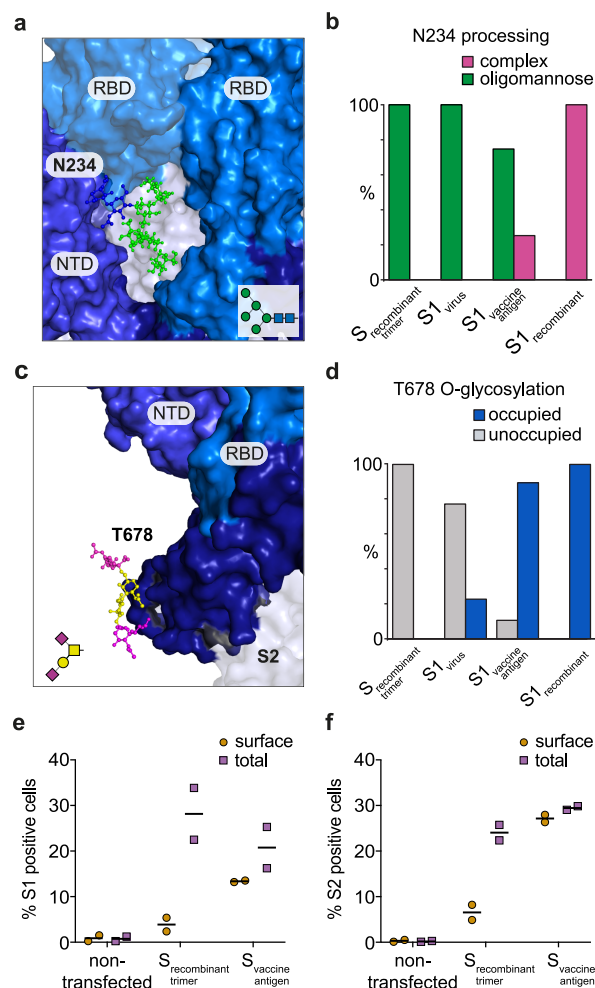 a
RBD
RBD
N234
NTD
b
N234 processing
complex
oligomannose
100
%
0
S recombinant trimer
S1 virus
S1 vaccine antigen
S1 recombinant
c
NTD
RBD
T678
S2
d
T678 O-glycosylation
occupied
unoccupied
100
%
0
S recombinant trimer
S1 virus
S1 vaccine antigen
S1 recombinant
e
surface
total
% S1 positive cells
40
30
20
10
0
non-
transfected
S recombinant
trimer
S vaccine
antigen
f
surface
total
% S2 positive cells
40
30
20
10
0
non-
transfected
S recombinant
trimer
S vaccine
antigen